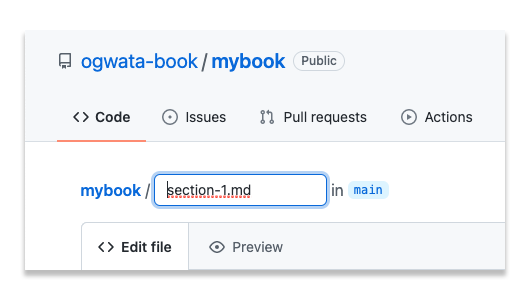 ogwata-book / mybook Public
Code Issues Pull requests Actions
mybook / section-1.md in main
Edit file Preview